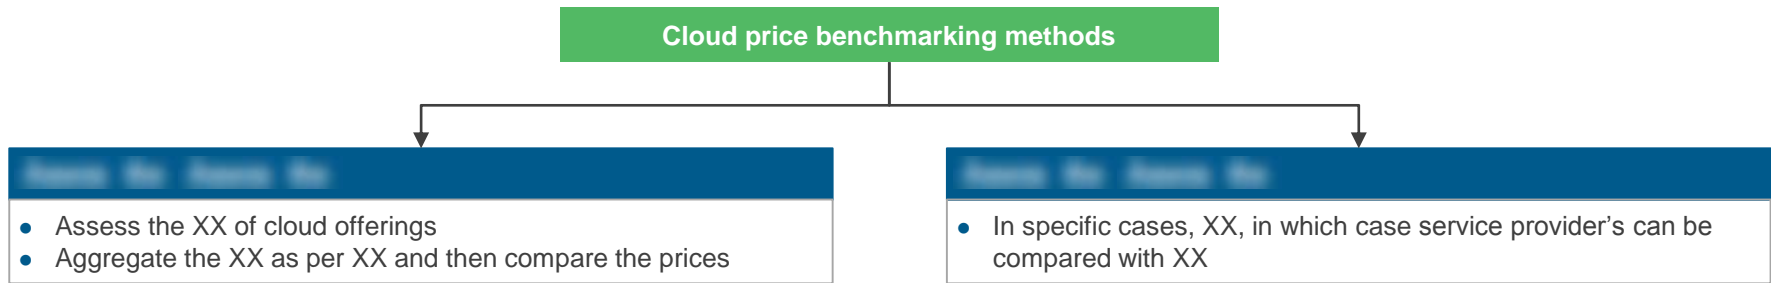 Cloud price benchmarking methods
● Assess the XX of cloud offerings
● Aggregate the XX as per XX and then compare the prices
● In specific cases, XX, in which case service provider's can be
compared with XX